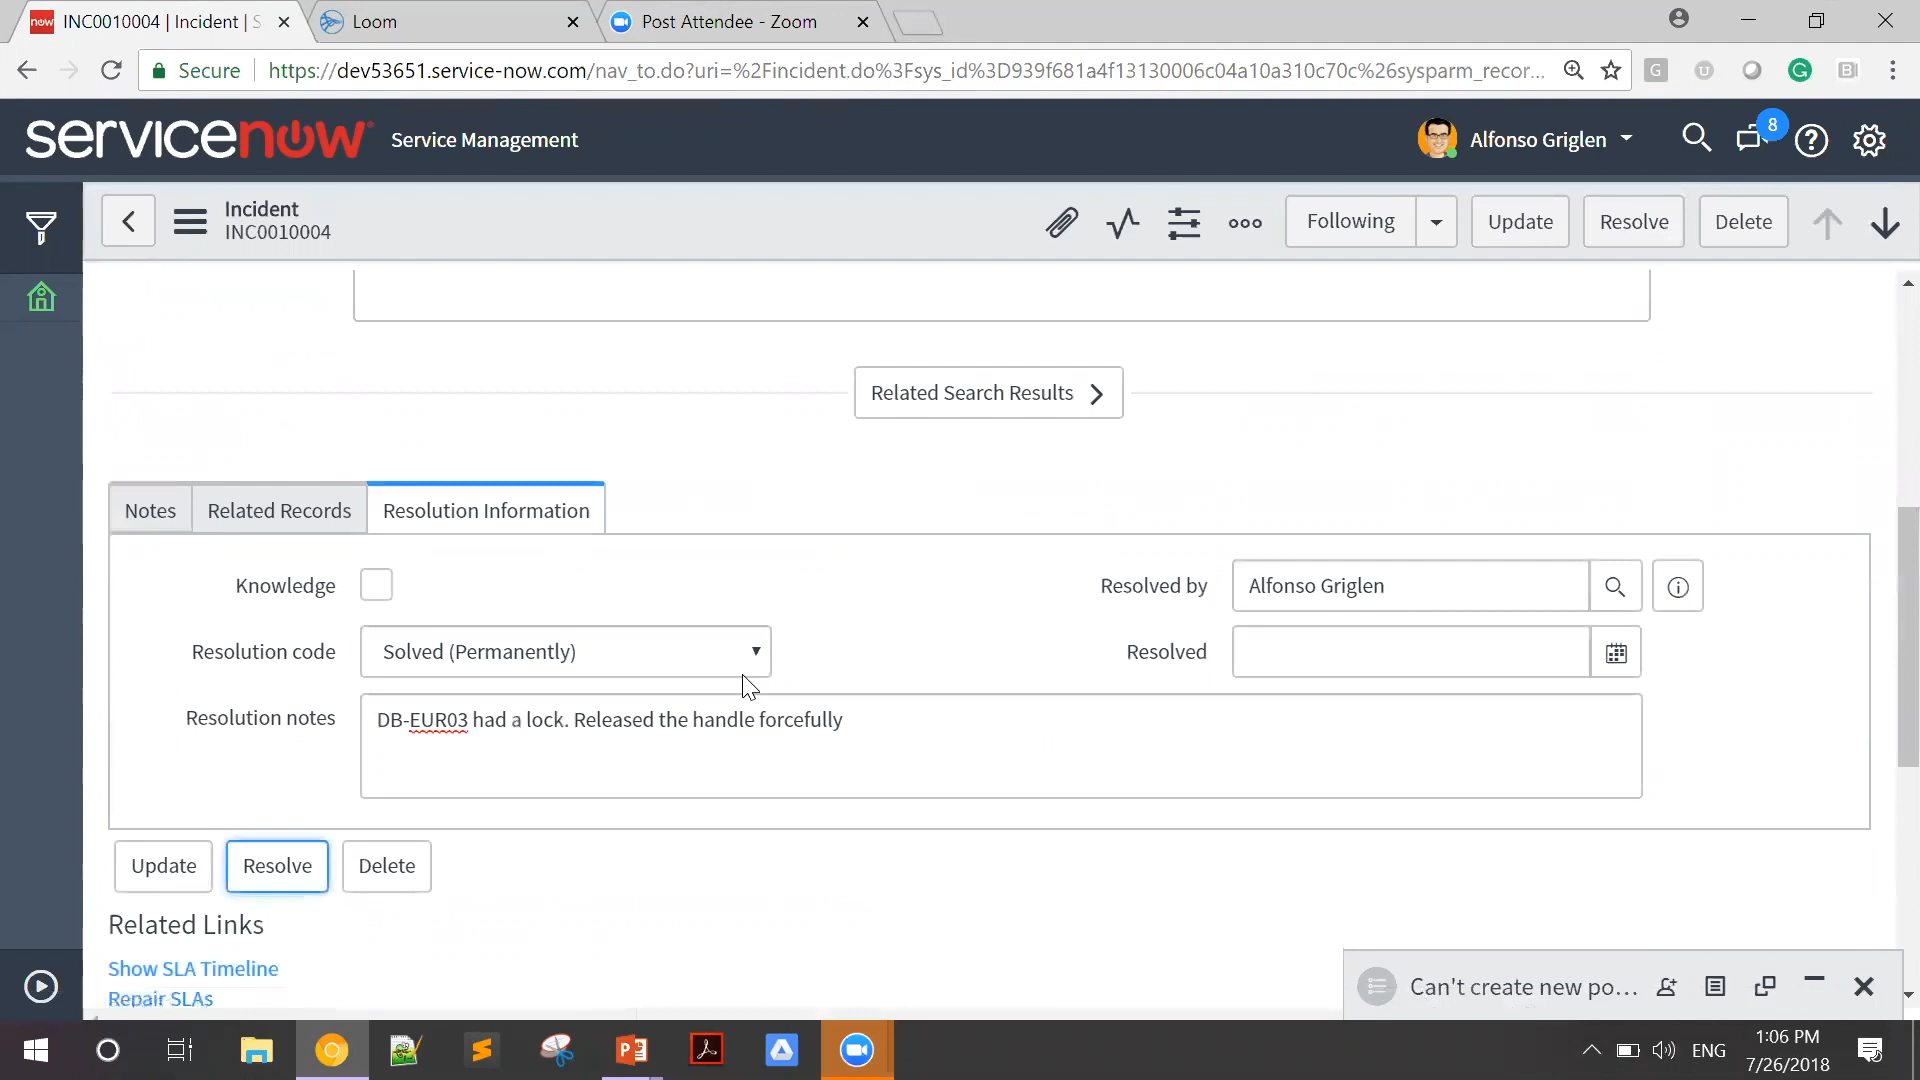 now INC0010004 | Incident | S
Loom
Post Attendee - Zoom
Secure https://dev53651.service-now.com/nav_to.do?uri=%2Fincident.do%3Fsys_id%3D939f681a4f13130006c04a10a310c70c%26sysparm_recor...
servicenow Service Management
Alfonso Griglen
8
Incident
INC0010004
Following
Update
Resolve
Delete
Related Search Results
Notes
Related Records
Resolution Information
Knowledge
Resolved by Alfonso Griglen
Resolution code Solved (Permanently)
Resolved
Resolution notes DB-EUR03 had a lock. Released the handle forcefully
Update
Resolve
Delete
Related Links
Show SLA Timeline
Repair SLAs
Can't create new po...
ENG
1:06 PM
7/26/2018